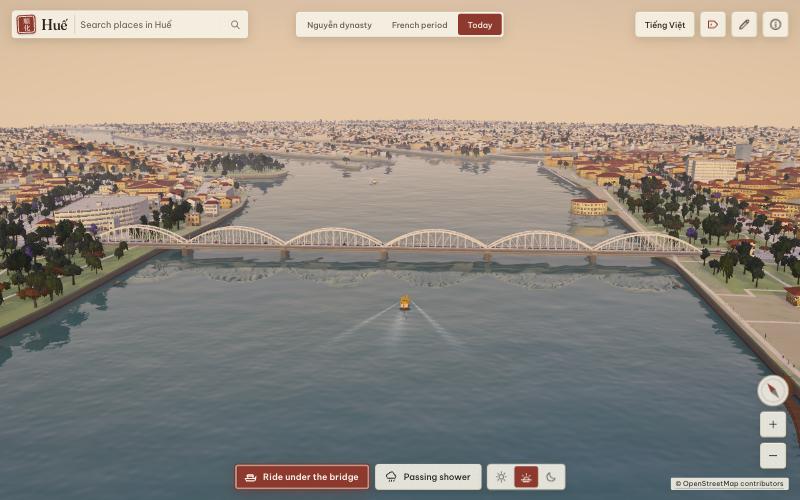 Huế
Search places in Huế
Nguyễn dynasty
French period
Today
Tiếng Việt
Ride under the bridge
Passing shower
© OpenStreetMap contributors